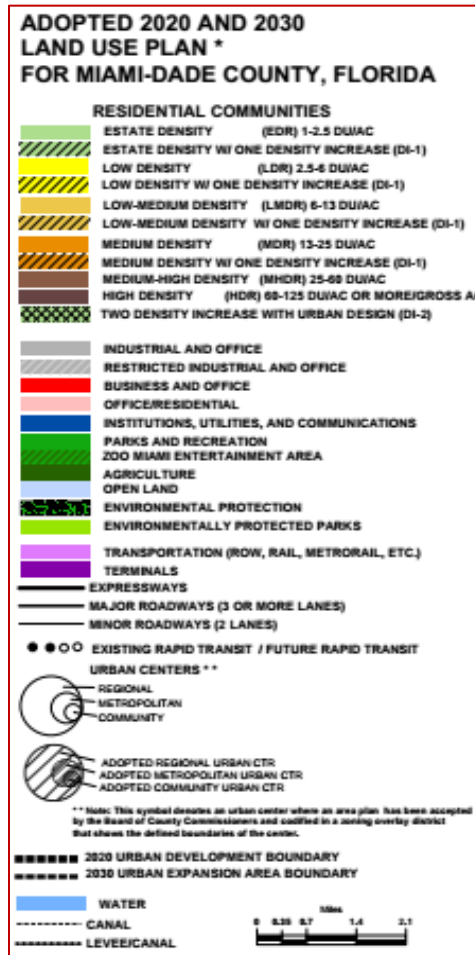 ADOPTED 2020 AND 2030
LAND USE PLAN *
FOR MIAMI-DADE COUNTY, FLORIDA
RESIDENTIAL COMMUNITIES
ESTATE DENSITY (EDR) 1-2.5 DU/AC
ESTATE DENSITY W/ ONE DENSITY INCREASE (DI-1)
LOW DENSITY (LDR) 2.5-6 DU/AC
LOW DENSITY W/ ONE DENSITY INCREASE (DI-1)
LOW-MEDIUM DENSITY (LMDR) 6-13 DU/AC
LOW-MEDIUM DENSITY W/ ONE DENSITY INCREASE (DI-1)
MEDIUM DENSITY (MDR) 13-25 DU/AC
MEDIUM DENSITY W/ ONE DENSITY INCREASE (DI-1)
MEDIUM-HIGH DENSITY (MHDR) 25-60 DU/AC
HIGH DENSITY (HDR) 60-125 DU/AC OR MORE/GROSS A
TWO DENSITY INCREASE WITH URBAN DESIGN (DI-2)
INDUSTRIAL AND OFFICE
RESTRICTED INDUSTRIAL AND OFFICE
BUSINESS AND OFFICE
OFFICE/RESIDENTIAL
INSTITUTIONS, UTILITIES, AND COMMUNICATIONS
PARKS AND RECREATION
ZOO MIAMI ENTERTAINMENT AREA
AGRICULTURE
OPEN LAND
ENVIRONMENTAL PROTECTION
ENVIRONMENTALLY PROTECTED PARKS
TRANSPORTATION (ROW, RAIL, METRORAIL, ETC.)
TERMINALS
EXPRESSWAYS
MAJOR ROADWAYS (3 OR MORE LANES)
MINOR ROADWAYS (2 LANES)
EXISTING RAPID TRANSIT / FUTURE RAPID TRANSIT
URBAN CENTERS **
REGIONAL
METROPOLITAN
COMMUNITY
ADOPTED REGIONAL URBAN CTR
ADOPTED METROPOLITAN URBAN CTR
ADOPTED COMMUNITY URBAN CTR
** Note: This symbol denotes an urban center where an area plan has been accepted
by the Board of County Commissioners and codified in a zoning overlay district
that shows the defined boundaries of the center.
2020 URBAN DEVELOPMENT BOUNDARY
2030 URBAN EXPANSION AREA BOUNDARY
WATER
CANAL
LEVEE/CANAL
Miles
0 0.35 0.7 1.4 2.1